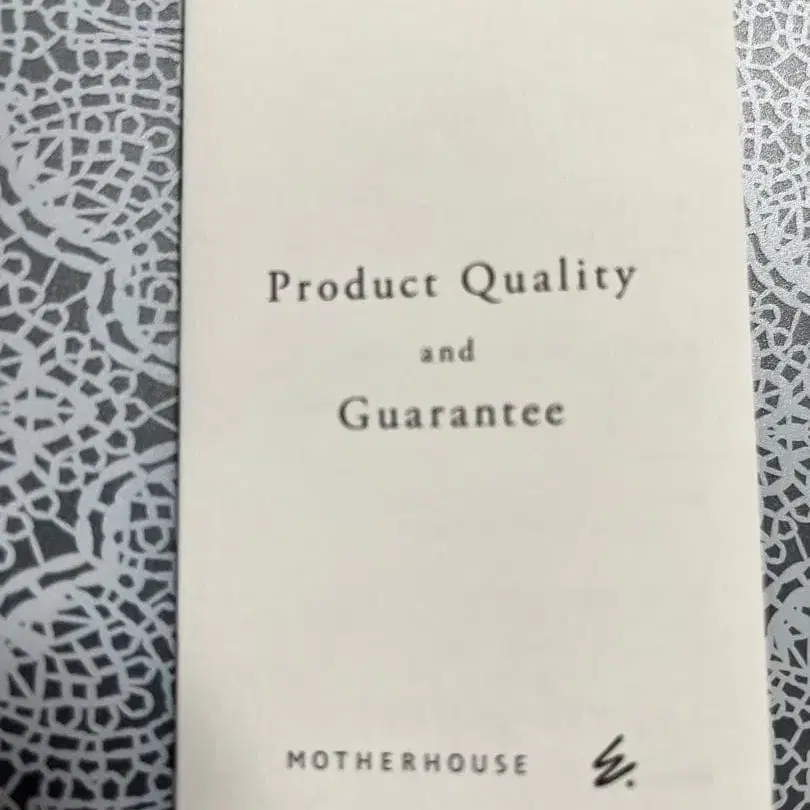 Product Quality
and
Guarantee
MOTHERHOUSE